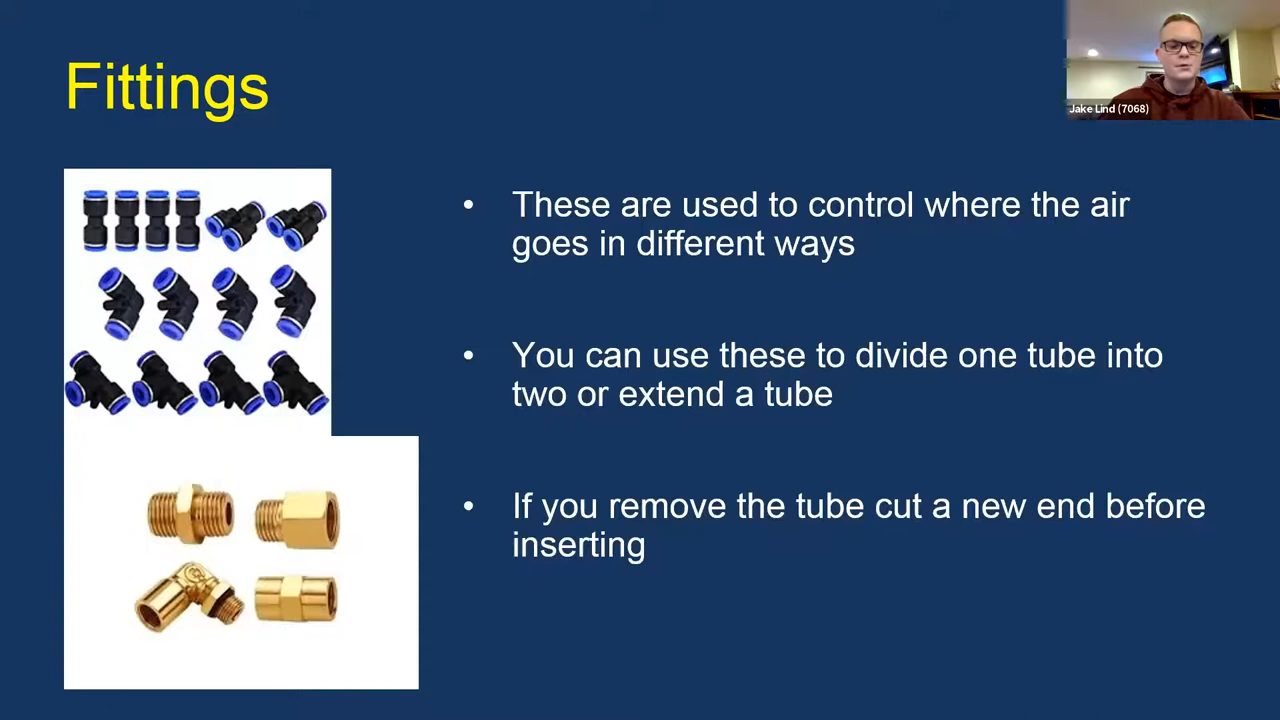 Fittings
Jake Lind (7068)
These are used to control where the air
goes in different ways
You can use these to divide one tube into
two or extend a tube
If you remove the tube cut a new end before
inserting